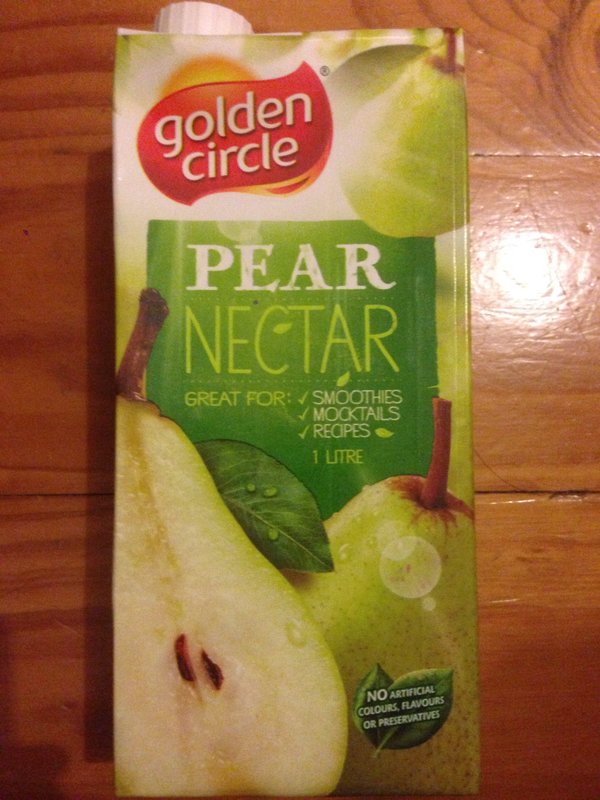 golden
circle
®
PEAR
NECTAR
GREAT FOR: ✓ SMOOTHIES
✓ MOCKTAILS
✓ RECIPES
1 LITRE
NO ARTIFICIAL
COLOURS, FLAVOURS
OR PRESERVATIVES